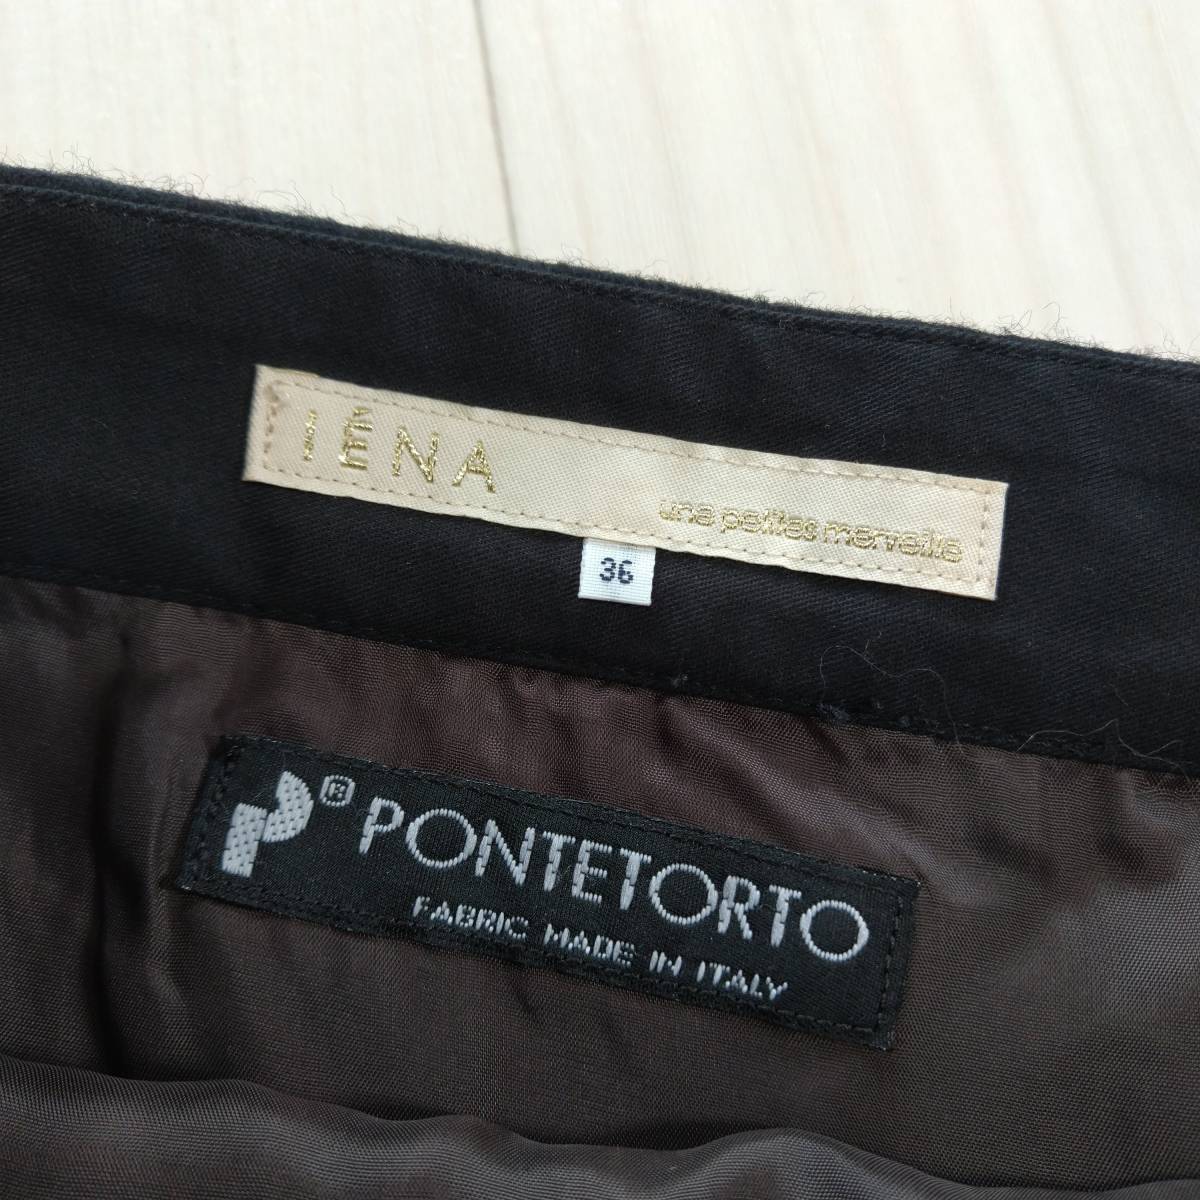 IÉNA
une petites merveille
36
® PONTETORTO
FABRIC MADE IN ITALY